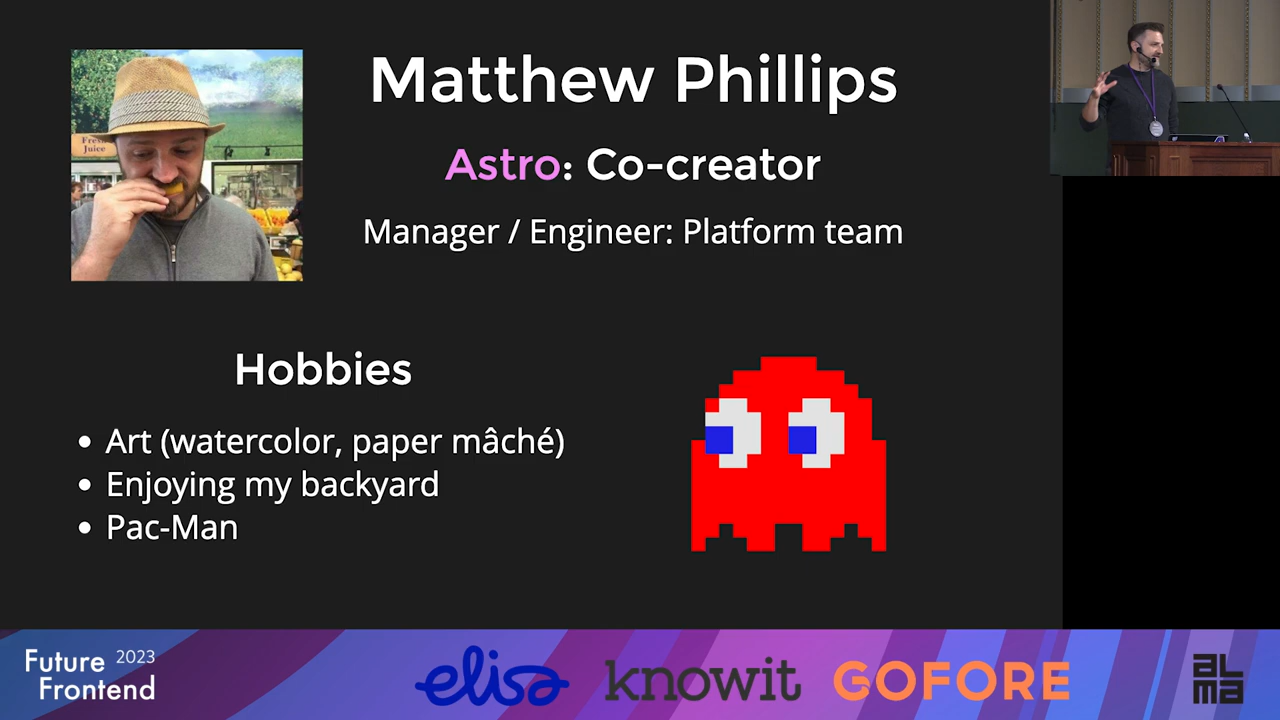 Matthew Phillips
Astro: Co-creator
Manager / Engineer: Platform team
Fresh
Juice
Hobbies
• Art (watercolor, paper mâché)
• Enjoying my backyard
• Pac-Man
Future 2023
Frontend
elisa
knowit
GOFORE
ALMA